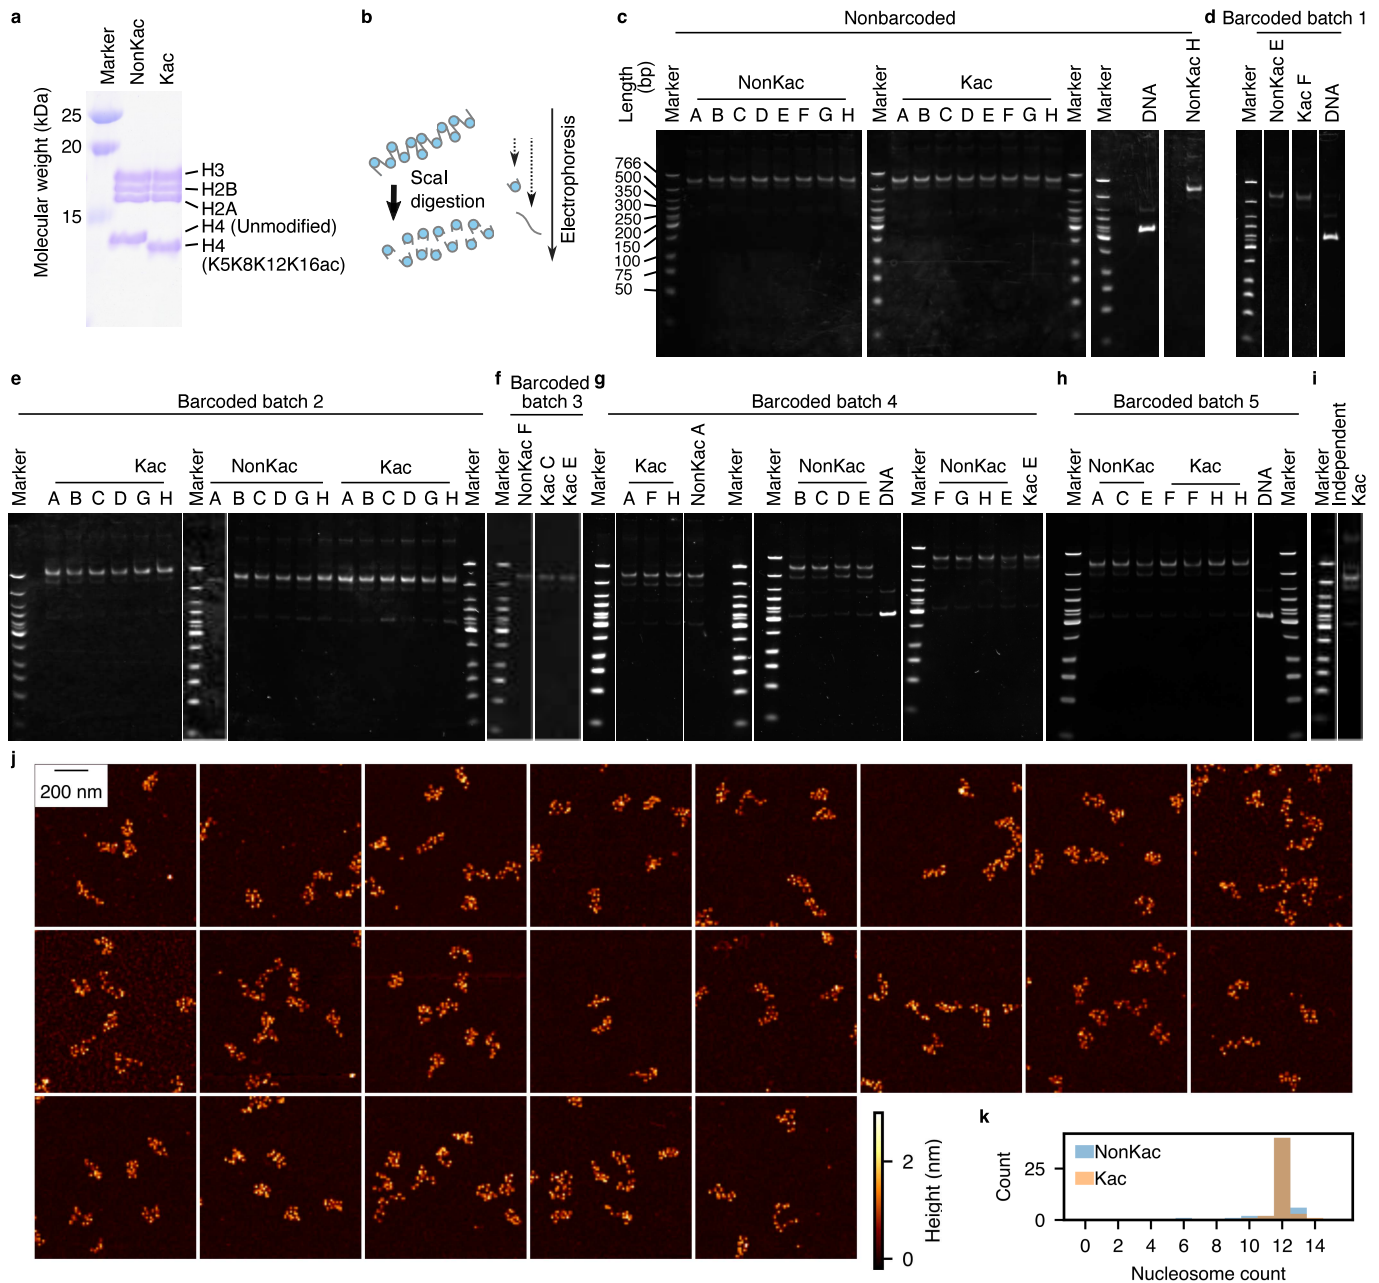 a
Marker
NonKac
Kac
Molecular weight (kDa)
25
20
15
H3
H2B
H2A
H4 (Unmodified)
H4
(K5K8K12K16ac)
b
ScaI
digestion
Electrophoresis
c
Nonbarcoded
Length
(bp)
Marker
NonKac
A B C D E F G H
Marker
Kac
A B C D E F G H
Marker
Marker
DNA
NonKac H
766
500
350
300
250
200
150
100
75
50
d
Barcoded batch 1
Marker
NonKac E
Kac F
DNA
e
Barcoded batch 2
Marker
Kac
A B C D G H
Marker
NonKac
A B C D G H
Kac
A B C D G H
Marker
f
Barcoded
batch 3
Marker
NonKac F
Kac C
Kac E
g
Barcoded batch 4
Marker
Kac
A F H
NonKac A
Marker
Marker
NonKac
B C D E
DNA
Marker
NonKac
F G H E
Kac E
h
Barcoded batch 5
Marker
NonKac
A C E
Kac
F F H H
DNA
Marker
i
Marker
Independent
Kac
j
200 nm
2
0
Height (nm)
k
Count
25
0
NonKac
Kac
0 2 4 6 8 10 12 14
Nucleosome count